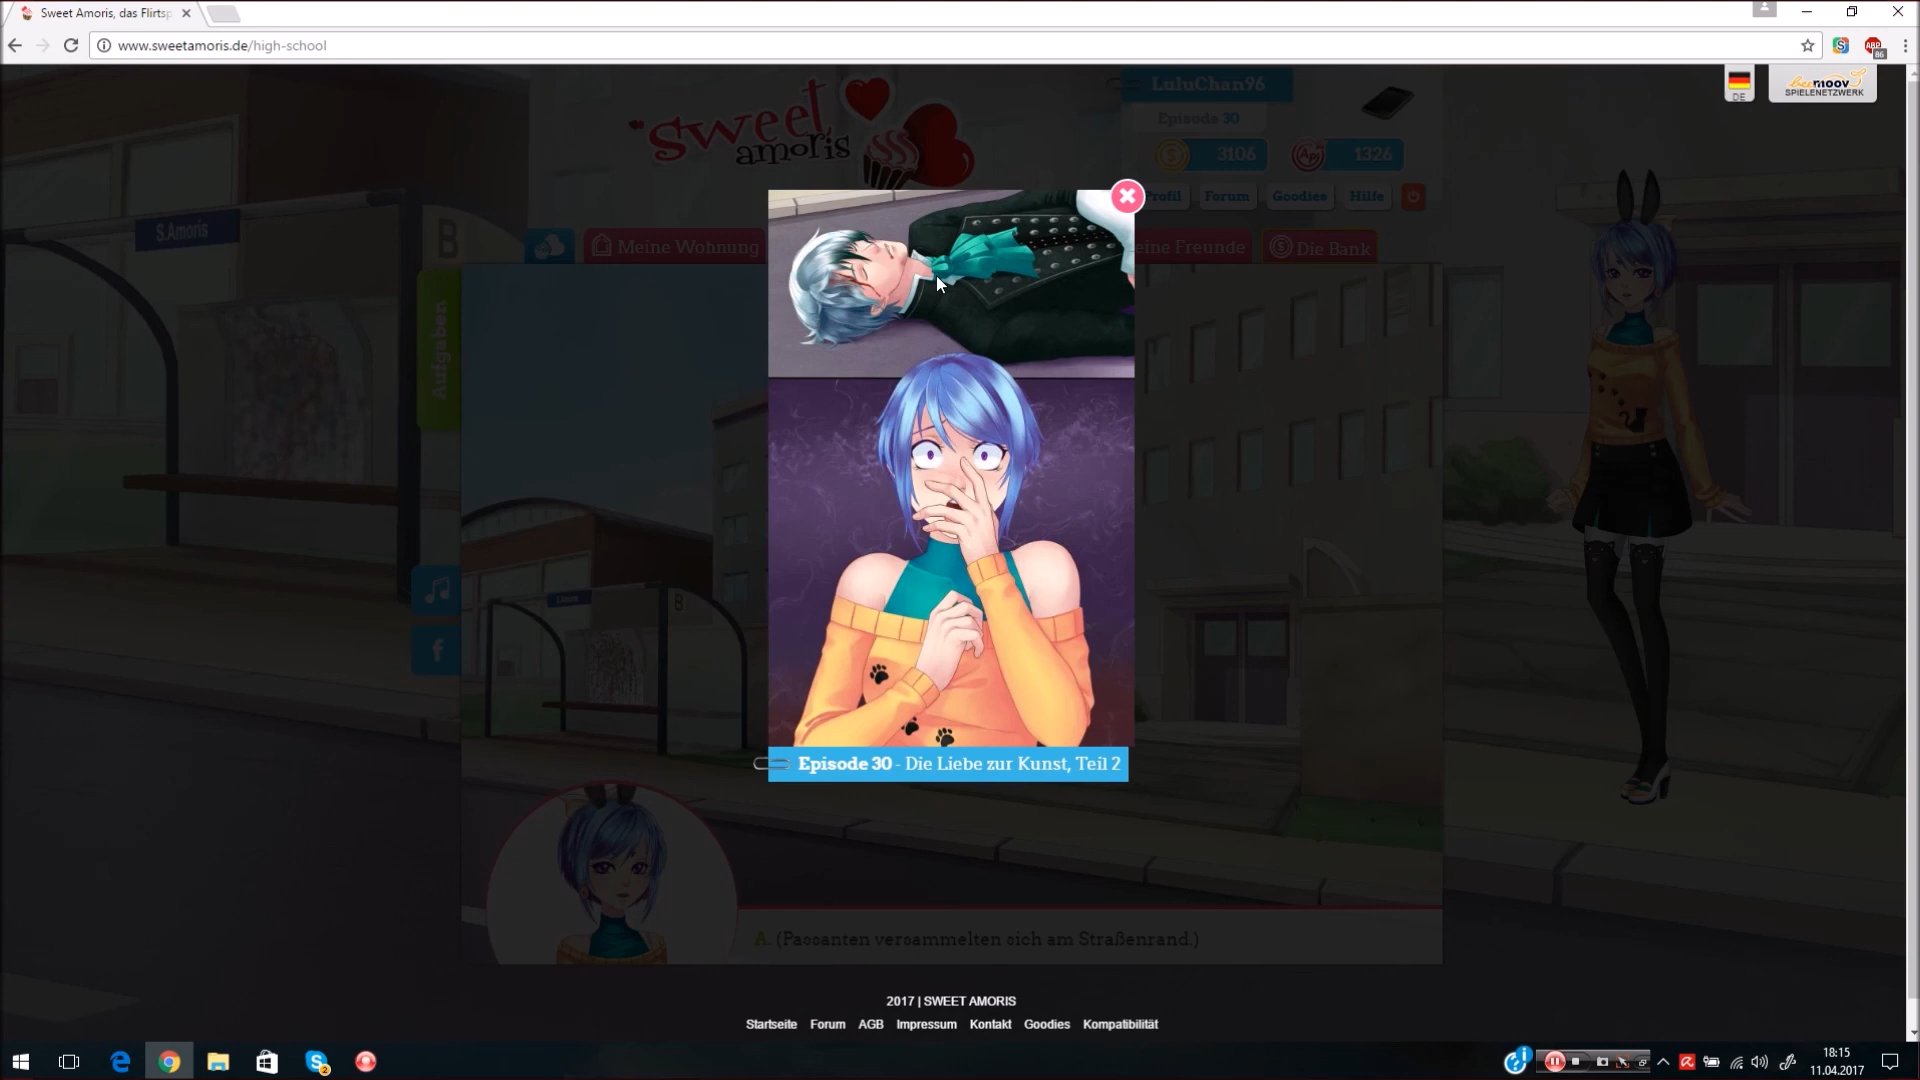 Sweet Amoris, das Flirtsp
www.sweetamoris.de/high-school
LuluChan96
DE
beemoov
SPIELENETZWERK
Episode 30
sweet
amoris
3106
AP
1326
Profil
Forum
Goodies
Hilfe
S.Amoris
B
Meine Wohnung
eine Freunde
Die Bank
Aufgaben
B
Episode 30 - Die Liebe zur Kunst, Teil 2
A. (Passanten versammelten sich am Straßenrand.)
2017 | SWEET AMORIS
Startseite Forum AGB Impressum Kontakt Goodies Kompatibilität
18:15
11.04.2017